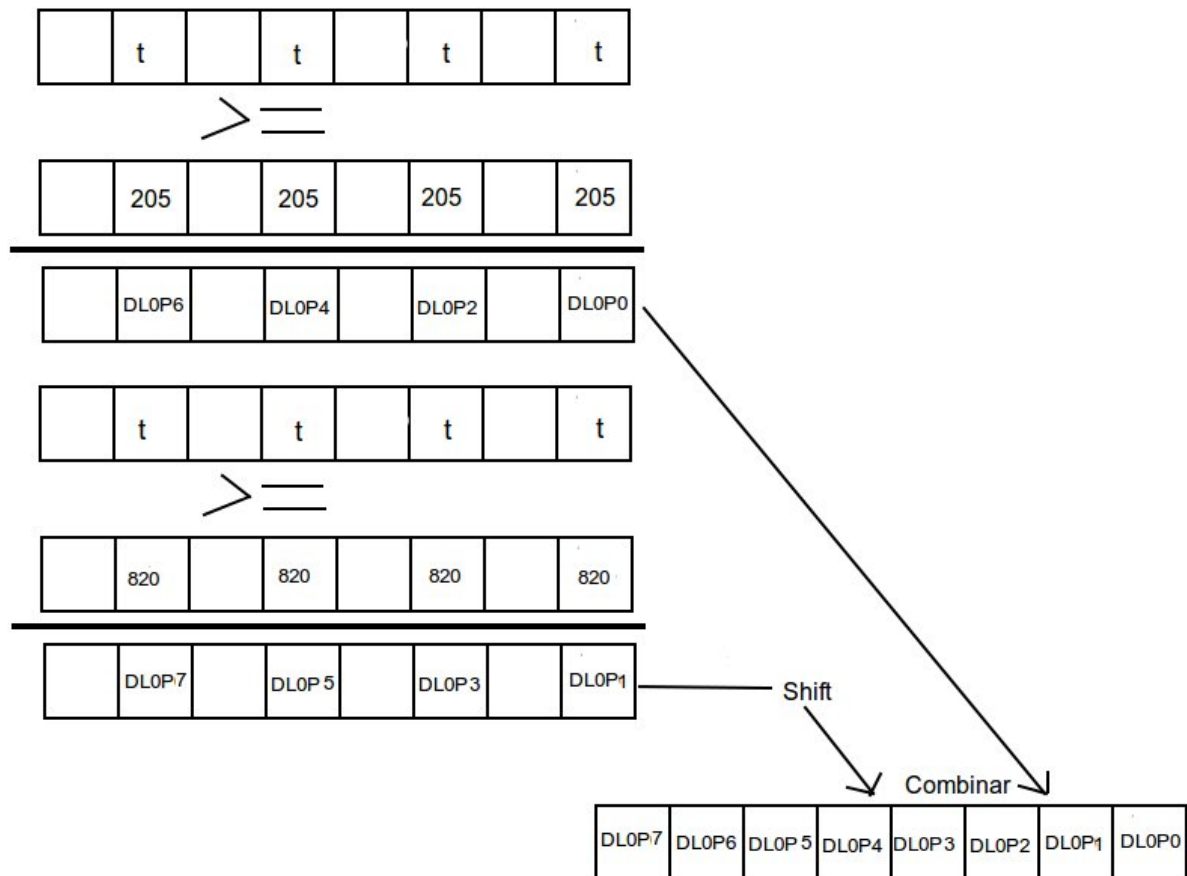 t t t t
>=
205 205 205 205
DL0P6 DL0P4 DL0P2 DL0P0
t t t t
>=
820 820 820 820
DL0P7 DL0P5 DL0P3 DL0P1
Shift
Combinar
DL0P7 DL0P6 DL0P5 DL0P4 DL0P3 DL0P2 DL0P1 DL0P0